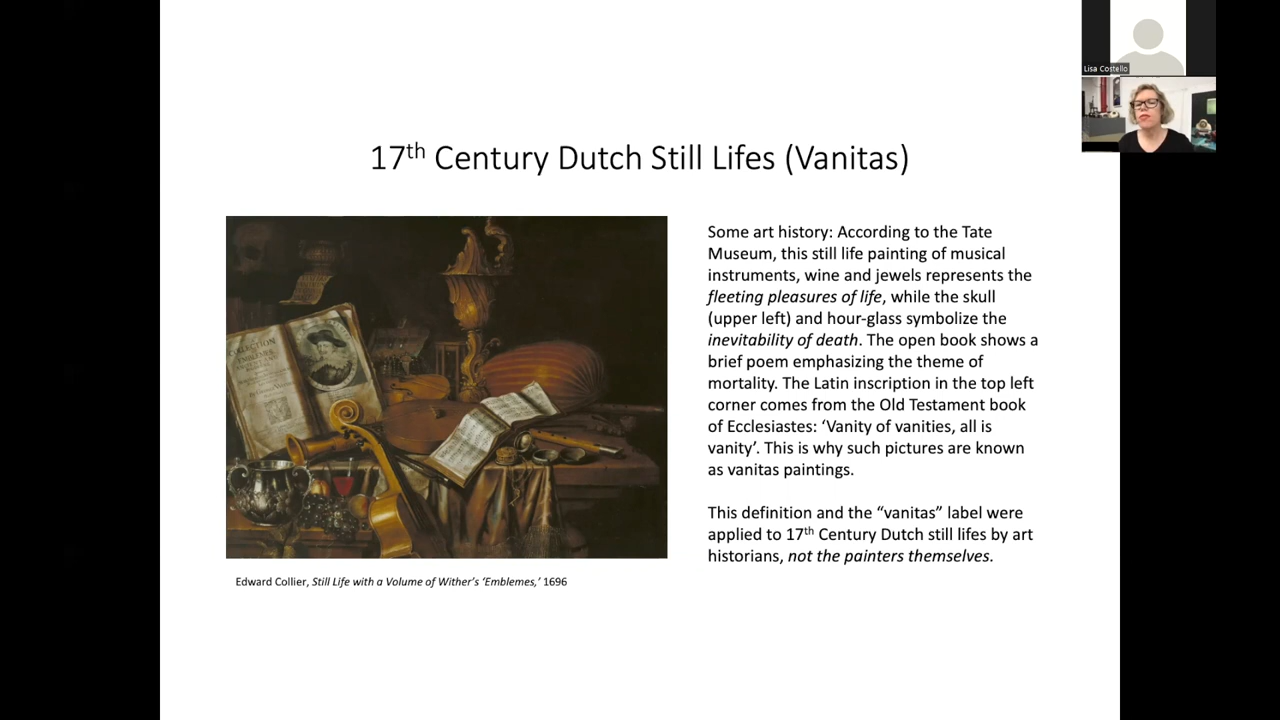 Lisa Costello
17th Century Dutch Still Lifes (Vanitas)
Some art history: According to the Tate
Museum, this still life painting of musical
instruments, wine and jewels represents the
fleeting pleasures of life, while the skull
(upper left) and hour-glass symbolize the
inevitability of death. The open book shows a
brief poem emphasizing the theme of
mortality. The Latin inscription in the top left
corner comes from the Old Testament book
of Ecclesiastes: ‘Vanity of vanities, all is
vanity’. This is why such pictures are known
as vanitas paintings.
This definition and the “vanitas” label were
applied to 17th Century Dutch still lifes by art
historians, not the painters themselves.
Edward Collier, Still Life with a Volume of Wither’s ‘Emblemes,’ 1696